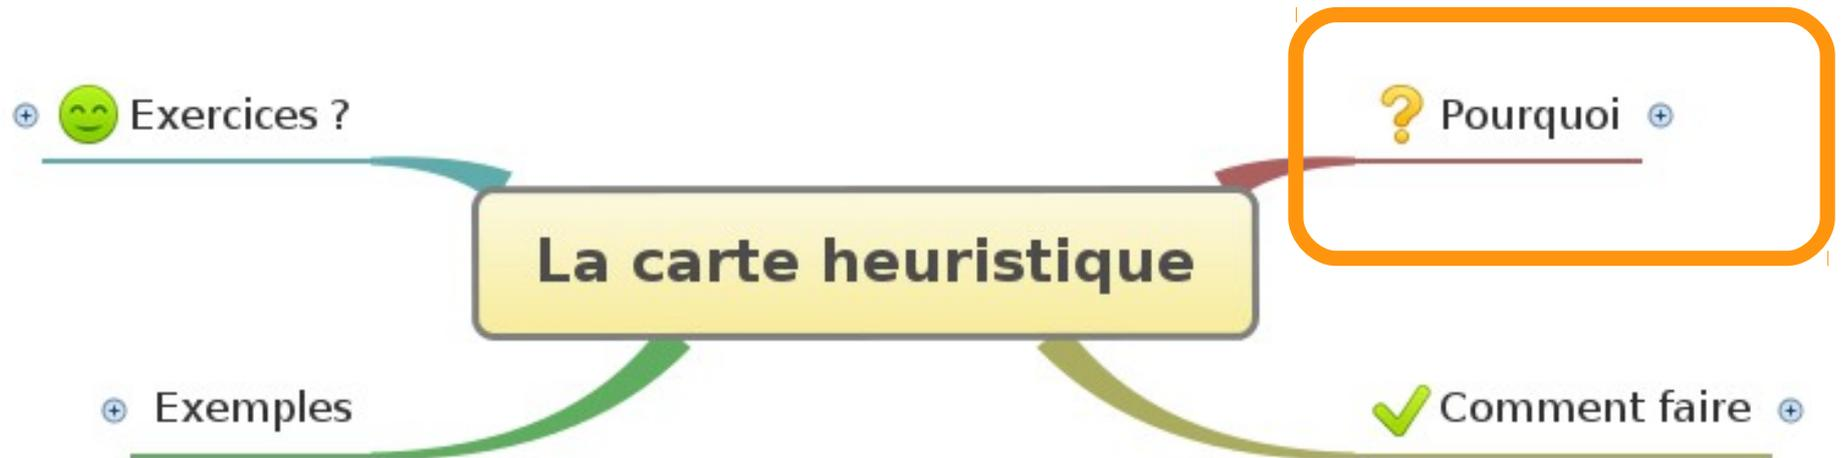 Exercices ?
Pourquoi
La carte heuristique
Exemples
Comment faire